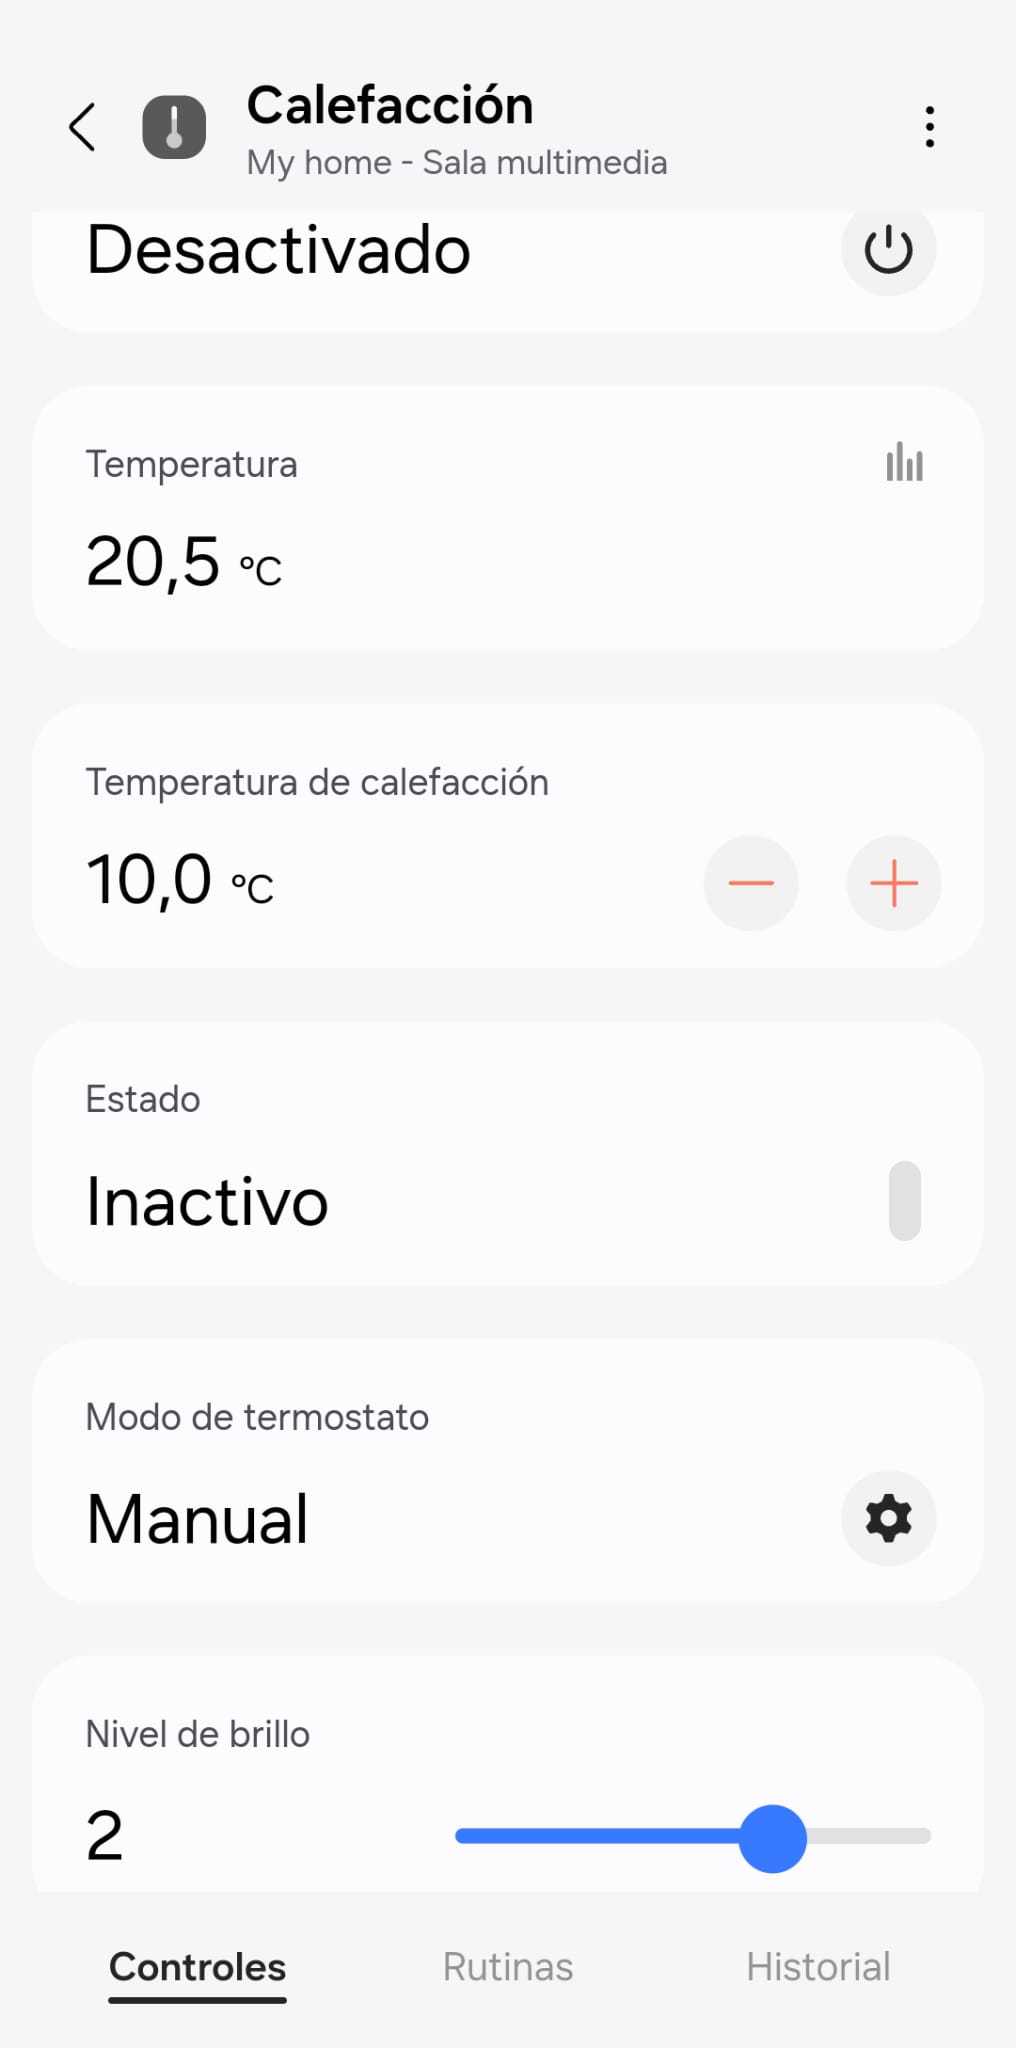 Calefacción
My home - Sala multimedia
Desactivado
Temperatura
20,5 °C
Temperatura de calefacción
10,0 °C
Estado
Inactivo
Modo de termostato
Manual
Nivel de brillo
2
Controles
Rutinas
Historial